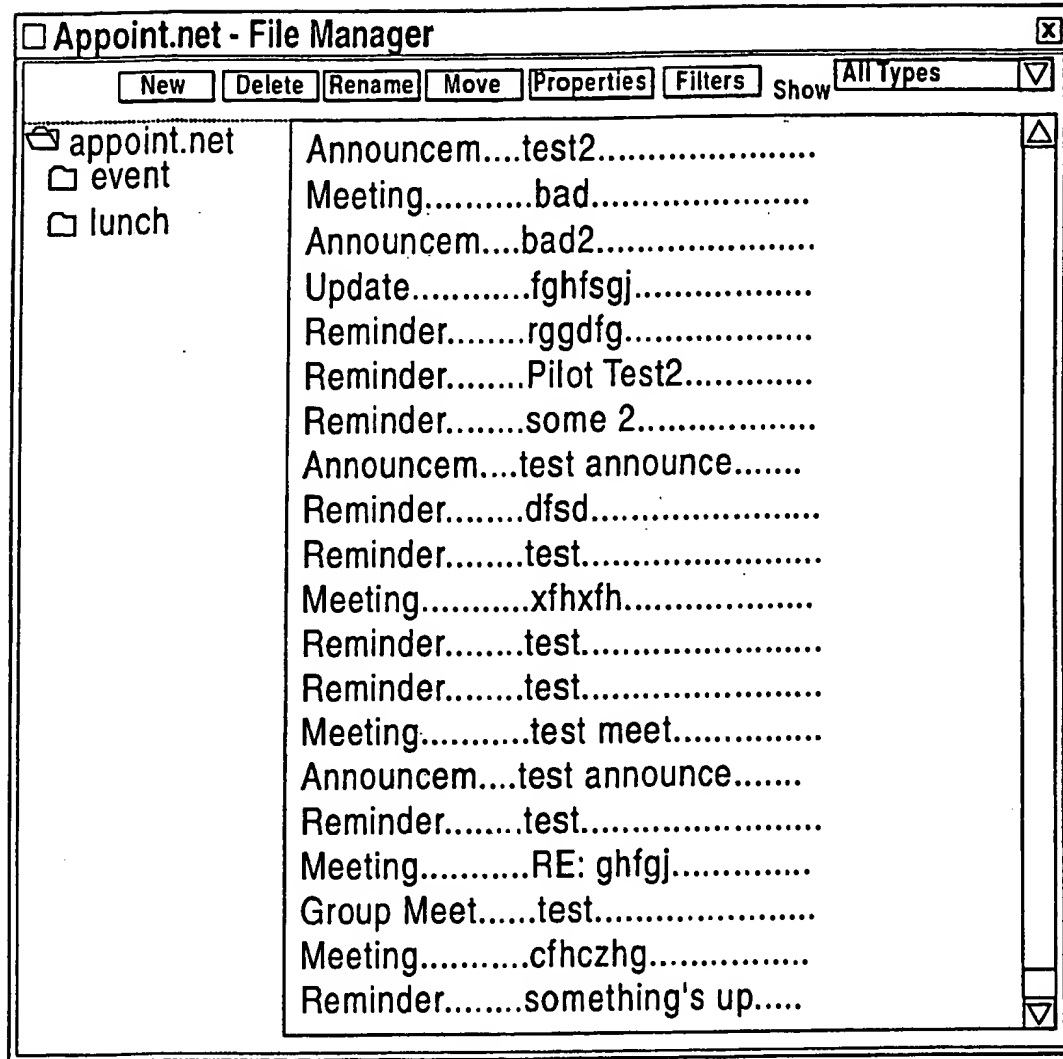 Appoint.net - File Manager
New Delete Rename Move Properties Filters Show All Types
appoint.net
event
lunch
Announcem....test2......................
Meeting...........bad......................
Announcem....bad2......................
Update............fghfsgj...................
Reminder........rggdfg...................
Reminder........Pilot Test2.............
Reminder........some 2..................
Announcem....test announce.......
Reminder........dfsd.......................
Reminder........test........................
Meeting...........xfhxfh...................
Reminder........test........................
Reminder........test........................
Meeting...........test meet...............
Announcem....test announce.......
Reminder........test........................
Meeting...........RE: ghfgj..............
Group Meet......test......................
Meeting...........cfhczhg................
Reminder........something's up.....